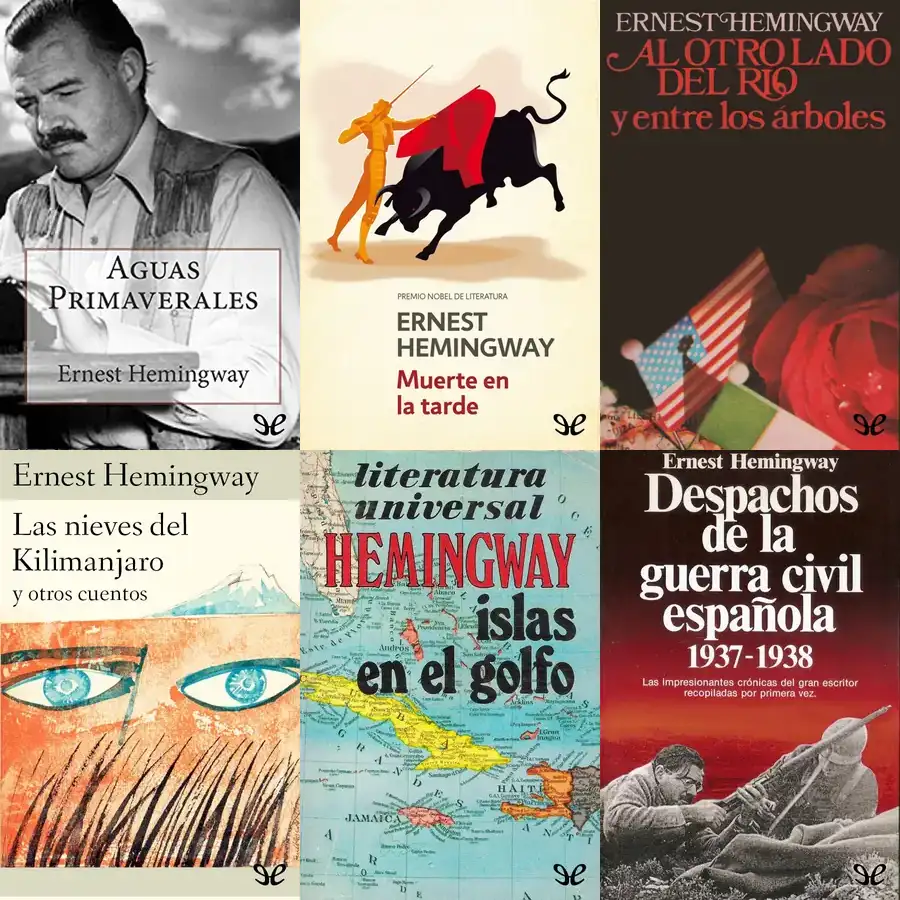 AGUAS
PRIMAVERALES
Ernest Hemingway
PREMIO NOBEL DE LITERATURA
ERNEST
HEMINGWAY
Muerte en
la tarde
ERNEST HEMINGWAY
AL OTRO LADO
DEL RIO
y entre los árboles
Ernest Hemingway
Las nieves del
Kilimanjaro
y otros cuentos
literatura
universal
HEMINGWAY
islas
en el golfo
Andros
HAITI
JAMAICA
Ernest Hemingway
Despachos
de la
guerra civil
española
1937-1938
Las impresionantes crónicas del gran escritor
recopiladas por primera vez.